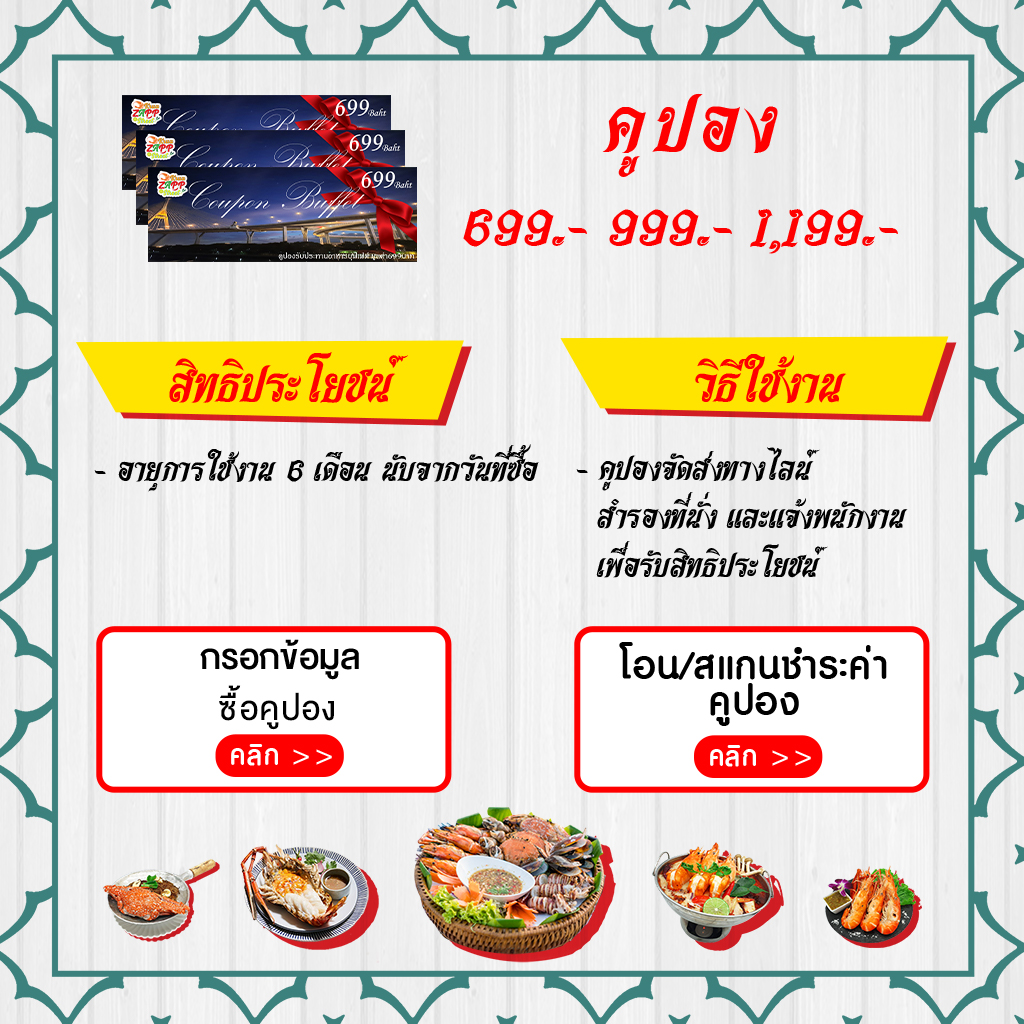 699 Baht
Coupon Buffet
699 Baht
Coupon Buffet
ZAPP
699 Baht
Coupon Buffet
คูปอง
699.- 999.- 1,199.-
สิทธิประโยชน์
- อายุการใช้งาน 6 เดือน นับจากวันที่ซื้อ
วิธีใช้งาน
- คูปองจัดส่งทางไลน์
สำรองที่นั่ง และแจ้งพนักงาน
เพื่อรับสิทธิประโยชน์
กรอกข้อมูล
ซื้อคูปอง
คลิก >>
โอน/สแกนชำระค่า
คูปอง
คลิก >>